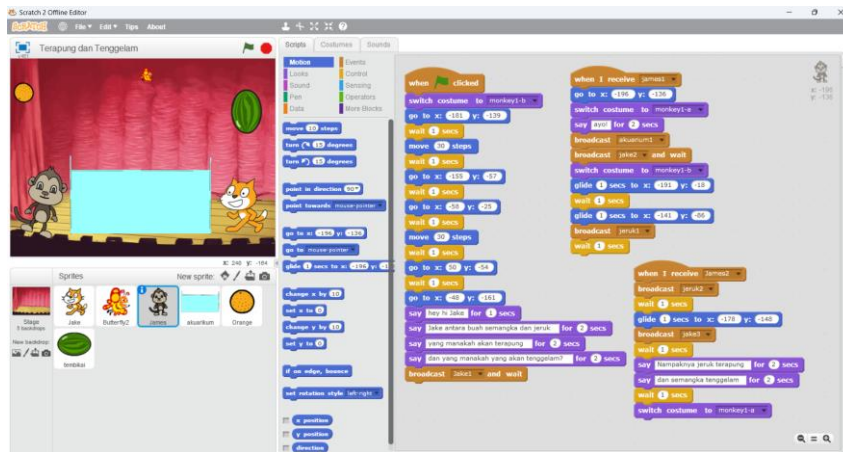 Scratch 2 Offline Editor
SCRATCH File Edit Tips About
Terapung dan Tenggelam
x: 240 y: -184
Sprites New sprite:
Stage
5 backdrops
New backdrop:
Jake Butterfly2 James akuarium Orange
tembikai
Scripts Costumes Sounds
Motion Events
Looks Control
Sound Sensing
Pen Operators
Data More Blocks
move 10 steps
turn 15 degrees
turn 15 degrees
point in direction 90
point towards mouse-pointer
go to x: -196 y: -136
go to mouse-pointer
glide 1 secs to x: -196 y:
change x by 10
set x to 0
change y by 10
set y to 0
if on edge, bounce
set rotation style left-right
x position
y position
direction
when clicked
switch costume to monkey1-b
go to x: -181 y: -139
wait 1 secs
move 30 steps
wait 1 secs
go to x: -155 y: -57
wait 1 secs
go to x: -58 y: -25
wait 1 secs
move 30 steps
wait 1 secs
go to x: 50 y: -54
wait 1 secs
go to x: -48 y: -161
say hey hi Jake for 1 secs
say Jake antara buah semangka dan jeruk for 2 secs
say yang manakah akan terapung for 2 secs
say dan yang manakah yang akan tenggelam? for 2 secs
broadcast Jake1 and wait
when I receive james1
go to x: -196 y: -136
switch costume to monkey1-a
say ayo! for 2 secs
broadcast akuarium1
broadcast jake2 and wait
switch costume to monkey1-b
glide 1 secs to x: -191 y: -18
wait 1 secs
glide 1 secs to x: -141 y: -86
broadcast jeruk1
wait 1 secs
when I receive James2
broadcast jeruk2
wait 1 secs
glide 1 secs to x: -178 y: -148
broadcast jake3
wait 1 secs
say Nampaknya jeruk terapung for 2 secs
say dan semangka tenggelam for 2 secs
wait 1 secs
switch costume to monkey1-a
x: -196
y: -136